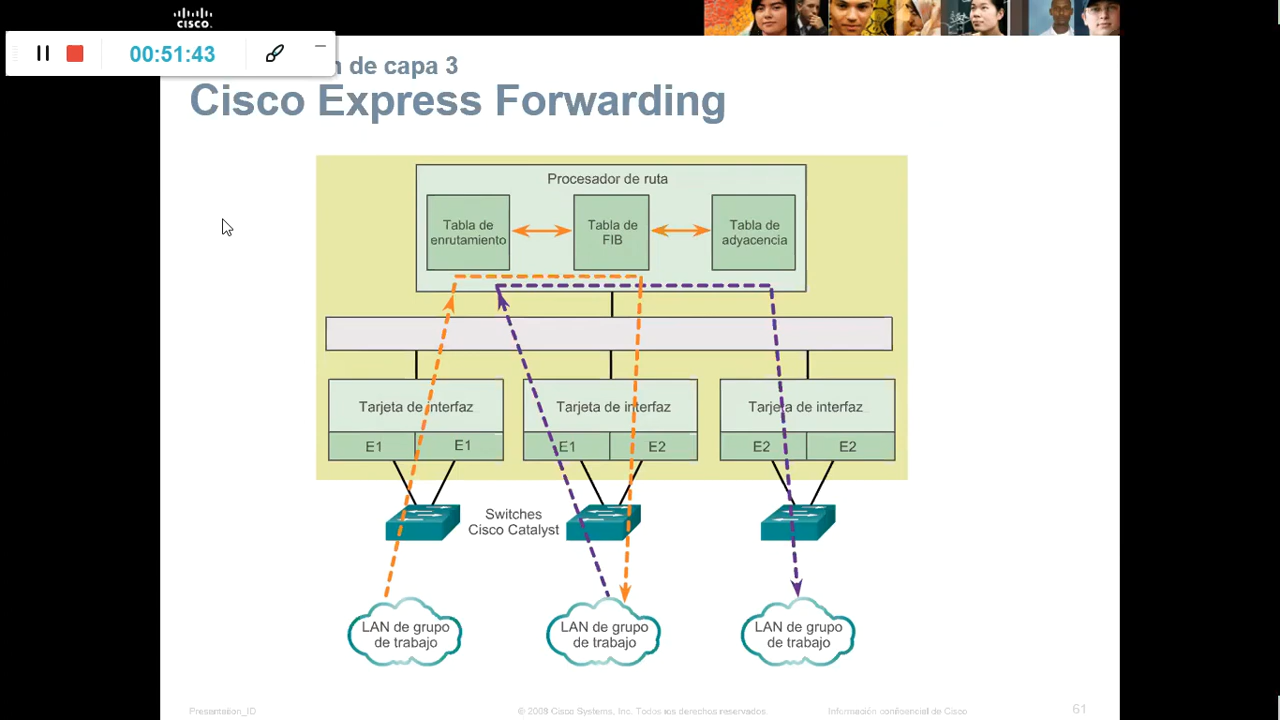 CISCO
00:51:43
n de capa 3
Cisco Express Forwarding
Procesador de ruta
Tabla de
enrutamiento
Tabla de
FIB
Tabla de
adyacencia
Tarjeta de interfaz
Tarjeta de interfaz
Tarjeta de interfaz
E1
E1
E1
E2
E2
E2
Switches
Cisco Catalyst
LAN de grupo
de trabajo
LAN de grupo
de trabajo
LAN de grupo
de trabajo
Presentation_ID
© 2008 Cisco Systems, Inc. Todos los derechos reservados.
Información confidencial de Cisco
61